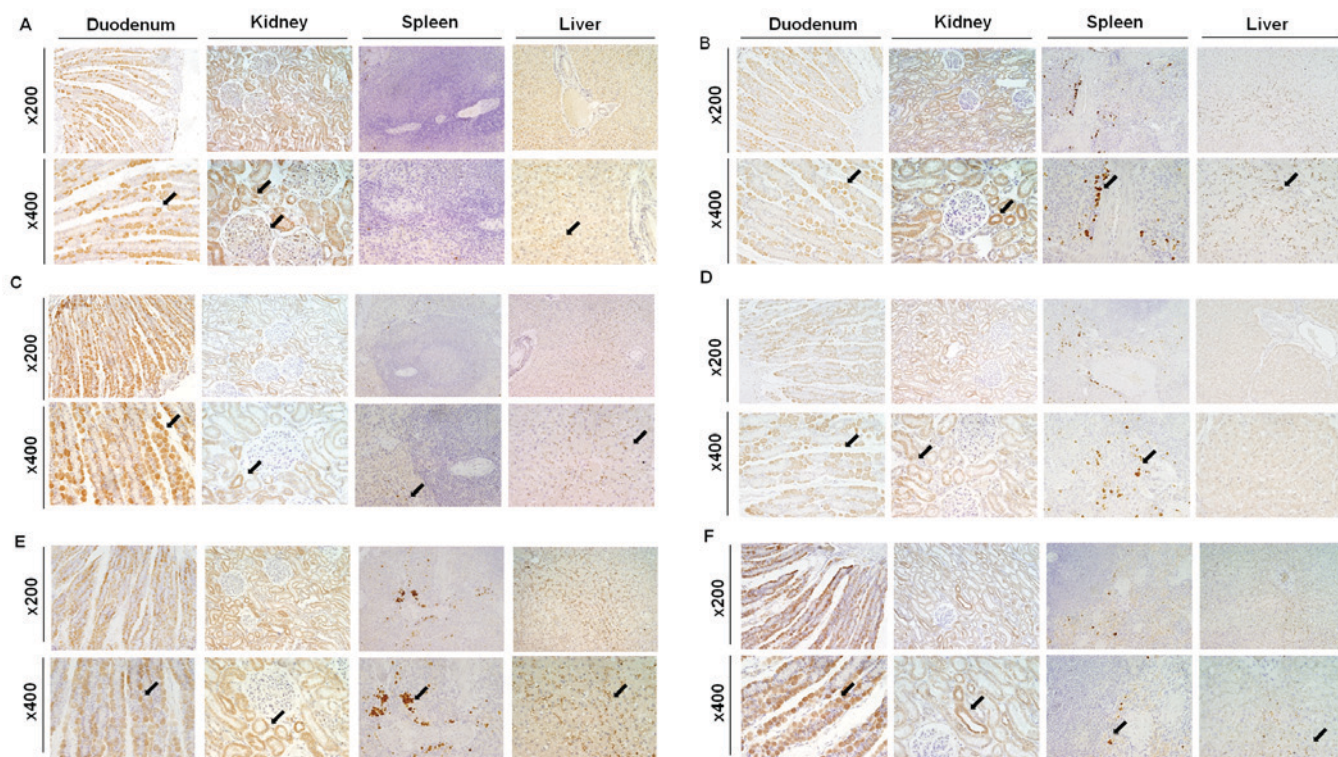 A Duodenum Kidney Spleen Liver
x200
x400
B Duodenum Kidney Spleen Liver
x200
x400
C
x200
x400
D
x200
x400
E
x200
x400
F
x200
x400